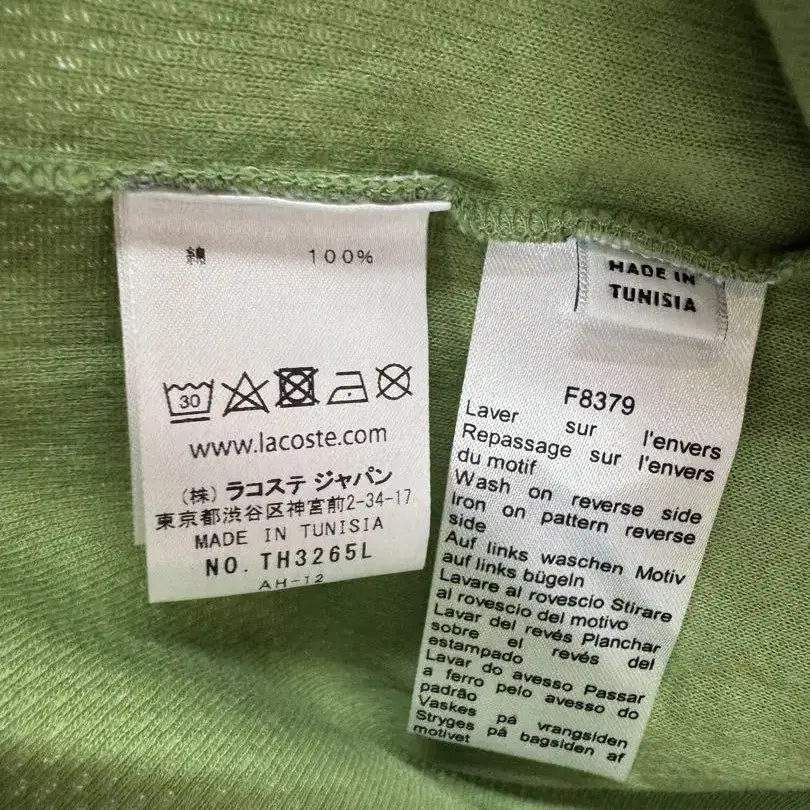 綿 100%
30
www.lacoste.com
(株) ラコステ ジャパン
東京都渋谷区神宮前2-34-17
MADE IN TUNISIA
NO. TH3265L
AH-12
MADE IN
TUNISIA
F8379
Laver sur l'envers
Repassage sur l'envers
du motif
Wash on reverse side
Iron on pattern reverse
side
Auf links waschen Motiv
auf links bügeln
Lavare al rovescio Stirare
al rovescio del motivo
Lavar del revés Planchar
sobre el revés del
estampado
Lavar do avesso Passar
a ferro pelo avesso do
padrão
Vaskes på vrangsiden
Stryges på bagsiden af
motivet